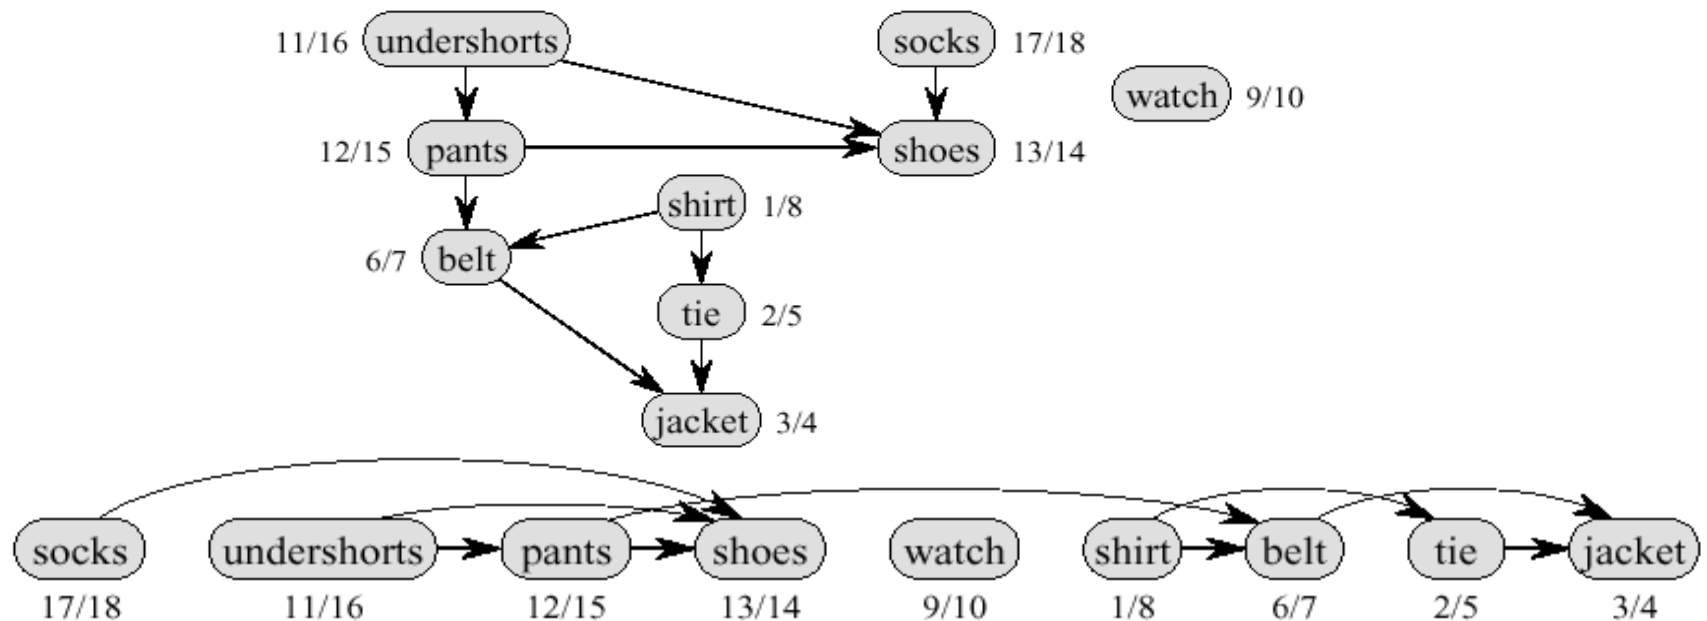 11/16 undershorts socks 17/18
watch 9/10
12/15 pants shoes 13/14
shirt 1/8
6/7 belt
tie 2/5
jacket 3/4
socks undershorts pants shoes watch shirt belt tie jacket
17/18 11/16 12/15 13/14 9/10 1/8 6/7 2/5 3/4